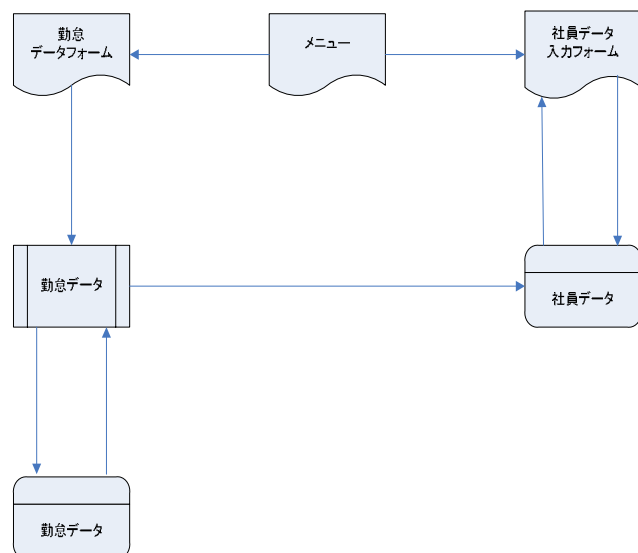 勤怠
データフォーム
メニュー
社員データ
入力フォーム
勤怠データ
社員データ
勤怠データ